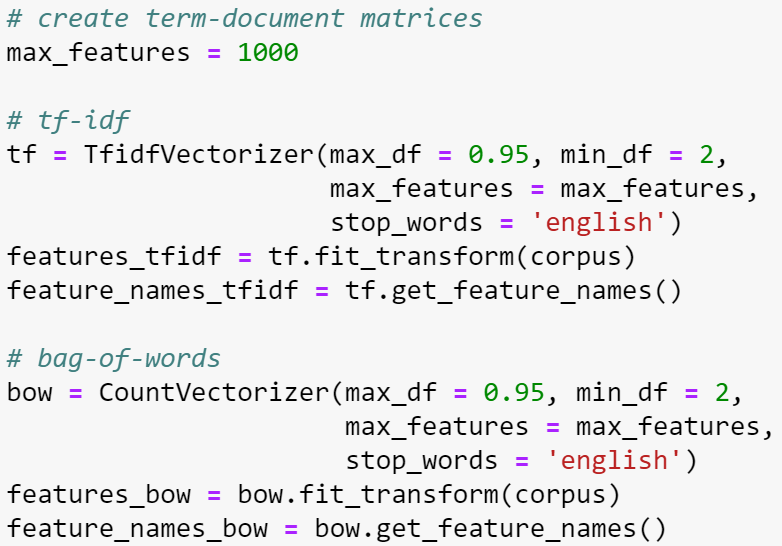 # create term-document matrices
max_features = 1000
# tf-idf
tf = TfidfVectorizer(max_df = 0.95, min_df = 2,
max_features = max_features,
stop_words = 'english')
features_tfidf = tf.fit_transform(corpus)
feature_names_tfidf = tf.get_feature_names()
# bag-of-words
bow = CountVectorizer(max_df = 0.95, min_df = 2,
max_features = max_features,
stop_words = 'english')
features_bow = bow.fit_transform(corpus)
feature_names_bow = bow.get_feature_names()